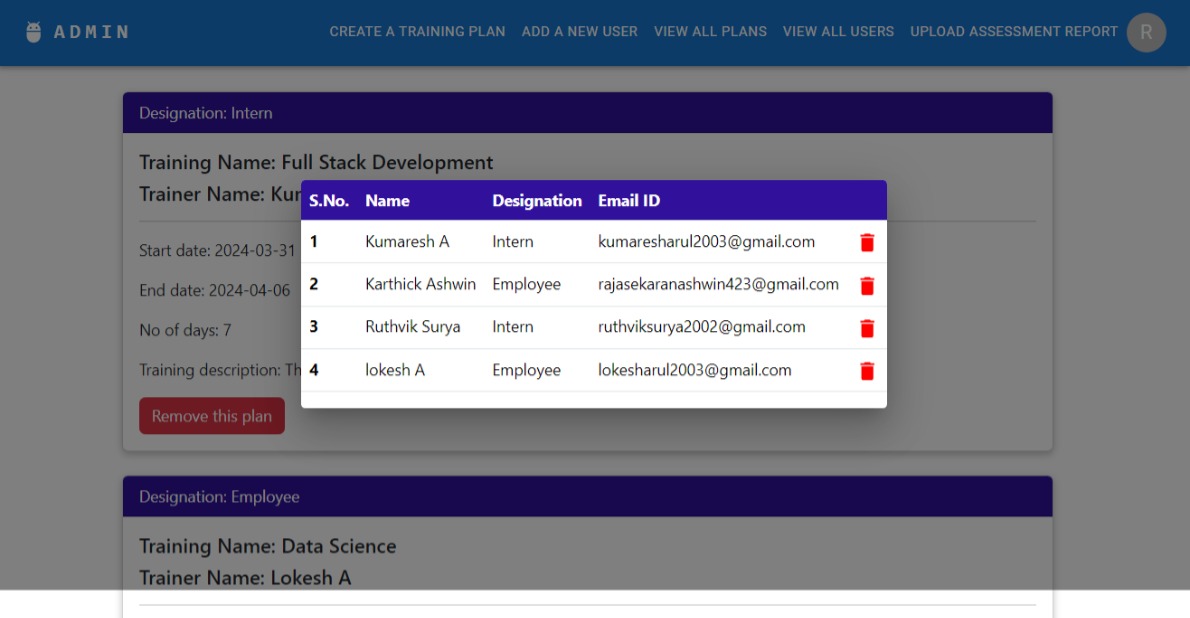 ADMIN CREATE A TRAINING PLAN ADD A NEW USER VIEW ALL PLANS VIEW ALL USERS UPLOAD ASSESSMENT REPORT R
Designation: Intern
Training Name: Full Stack Development
Trainer Name: Kur
Start date: 2024-03-31
End date: 2024-04-06
No of days: 7
Training description: Th
Remove this plan
S.No. Name Designation Email ID
1 Kumaresh A Intern kumaresharul2003@gmail.com
2 Karthick Ashwin Employee rajasekaranashwin423@gmail.com
3 Ruthvik Surya Intern ruthviksurya2002@gmail.com
4 lokesh A Employee lokesharul2003@gmail.com
Designation: Employee
Training Name: Data Science
Trainer Name: Lokesh A